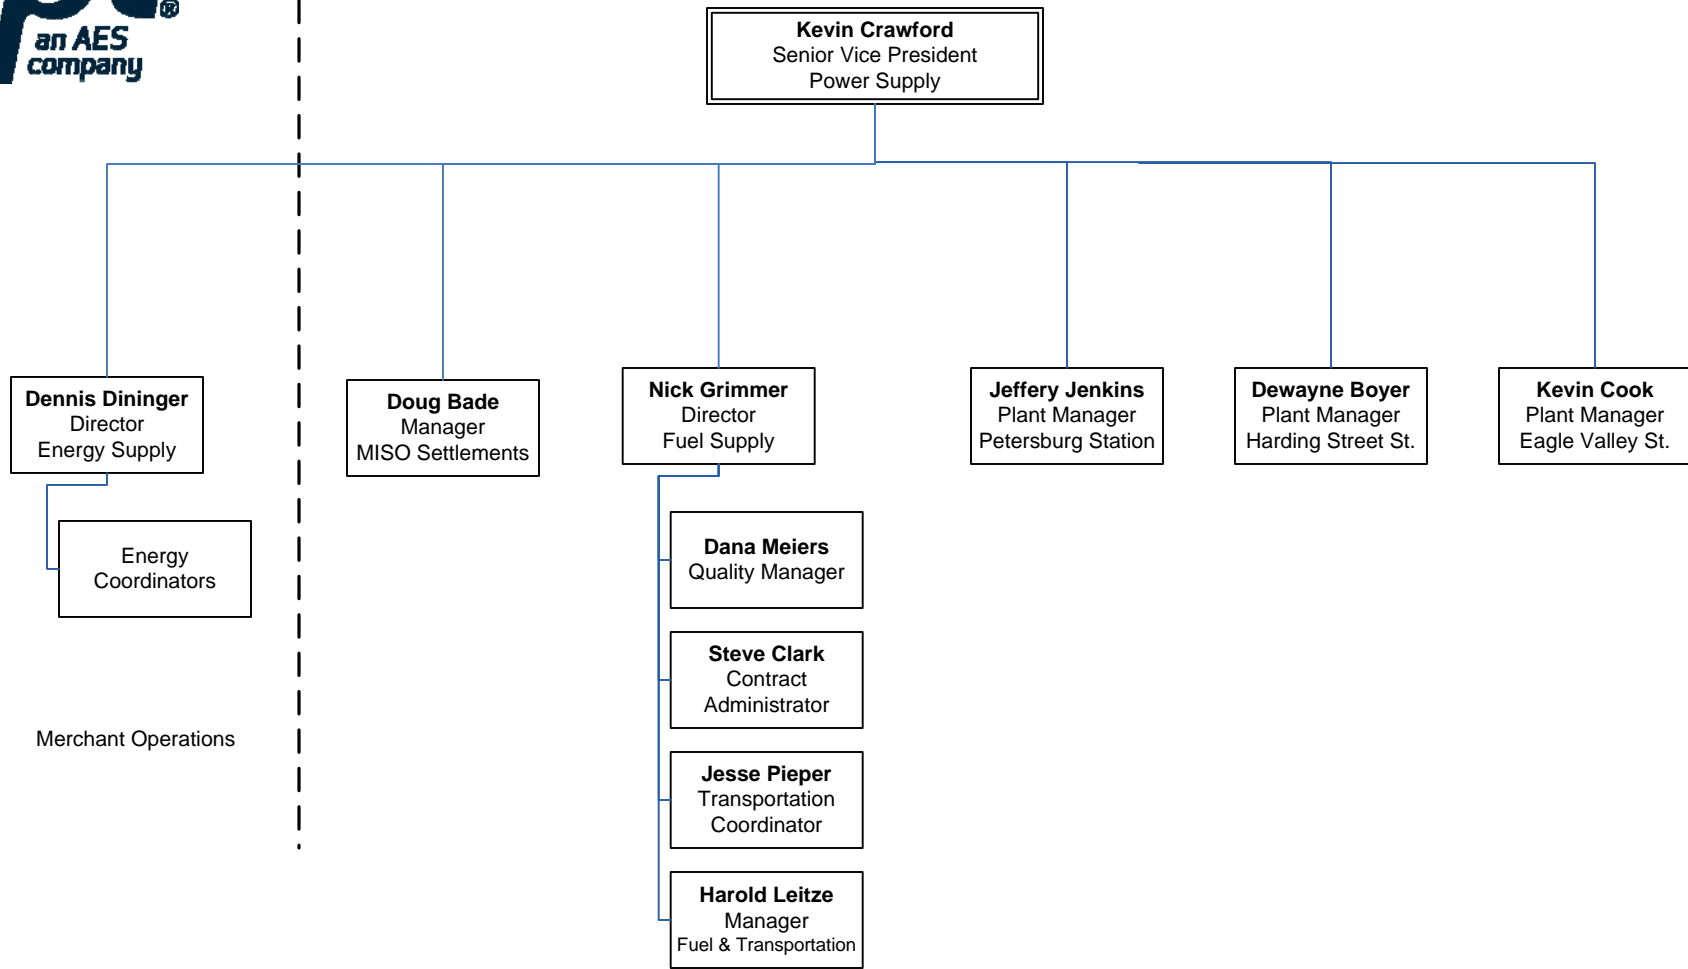 an AES
company
Kevin Crawford
Senior Vice President
Power Supply
Dennis Dininger
Director
Energy Supply
Doug Bade
Manager
MISO Settlements
Nick Grimmer
Director
Fuel Supply
Jeffery Jenkins
Plant Manager
Petersburg Station
Dewayne Boyer
Plant Manager
Harding Street St.
Kevin Cook
Plant Manager
Eagle Valley St.
Energy
Coordinators
Dana Meiers
Quality Manager
Steve Clark
Contract
Administrator
Merchant Operations
Jesse Pieper
Transportation
Coordinator
Harold Leitze
Manager
Fuel & Transportation